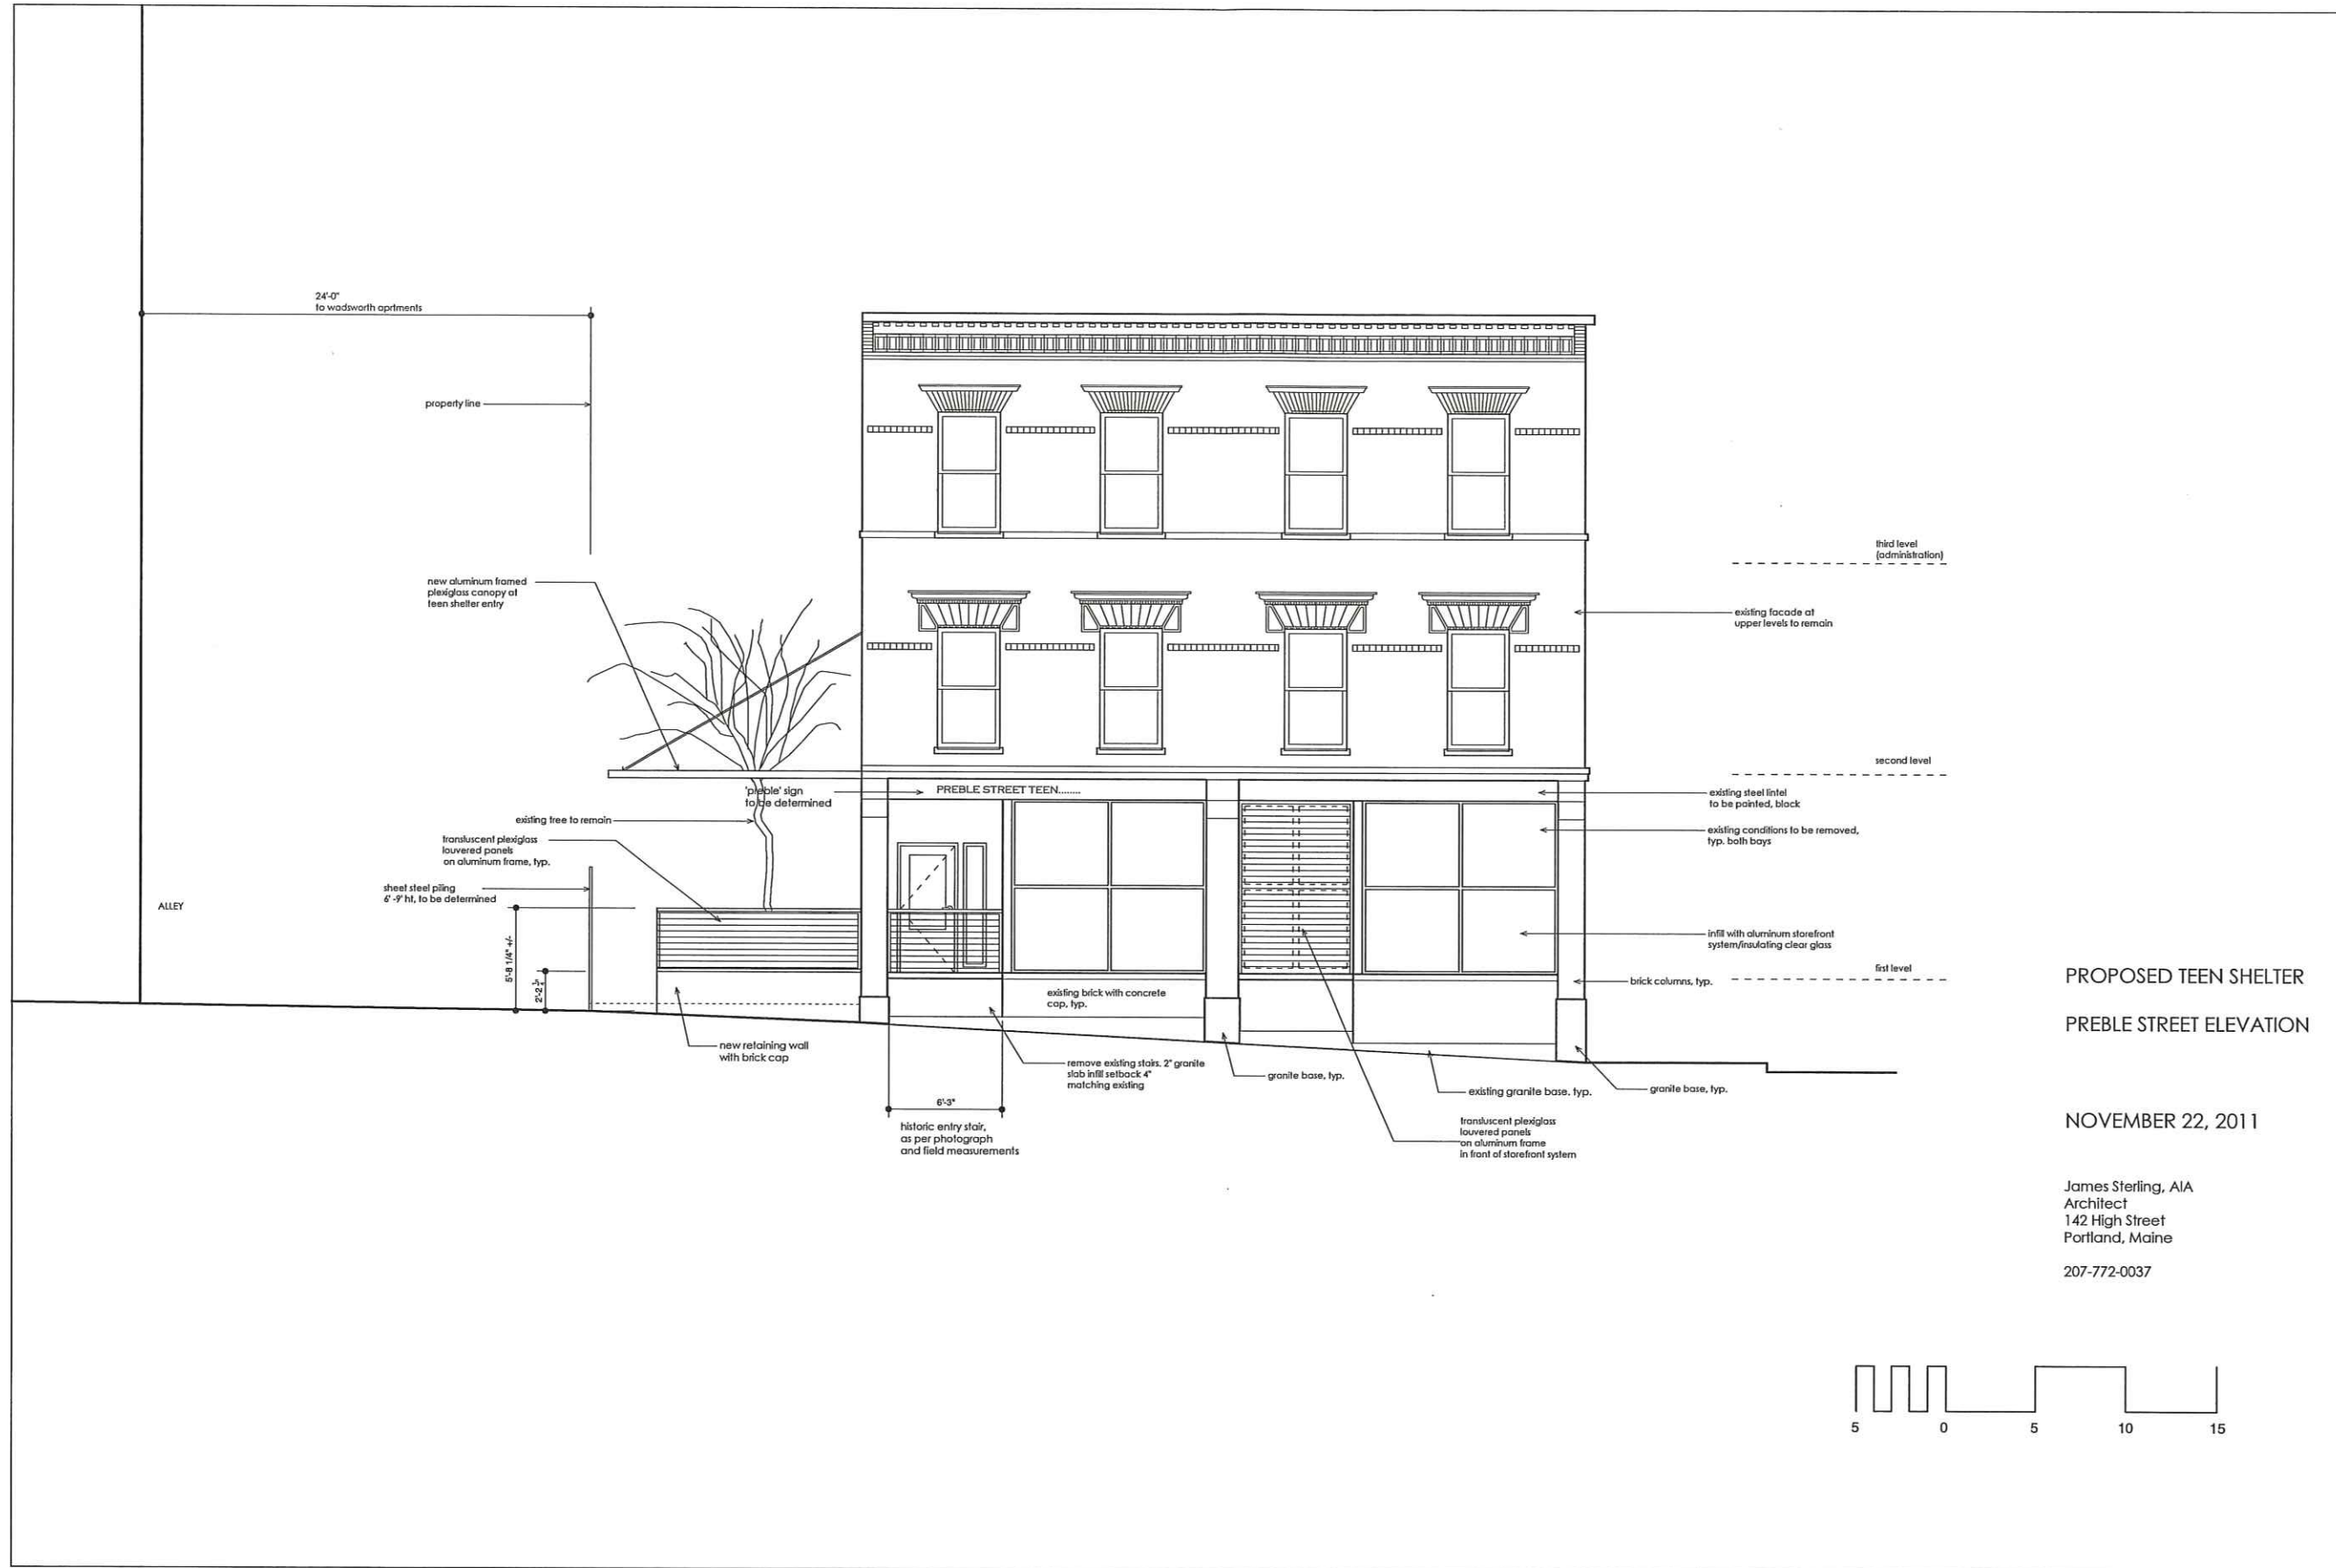 24'-0"
to wadsworth aprtments
property line
new aluminum framed
plexiglass canopy at
teen shelter entry
third level
(administration)
existing facade at
upper levels to remain
second level
'preble' sign
to be determined
PREBLE STREET TEEN........
existing steel lintel
to be painted, black
existing tree to remain
existing conditions to be removed,
typ. both bays
transluscent plexiglass
louvered panels
on aluminum frame, typ.
sheet steel piling
6' -9' ht, to be determined
ALLEY
5'-8 1/4" +/-
2'-2
infill with aluminum storefront
system/insulating clear glass
first level
brick columns, typ.
existing brick with concrete
cap, typ.
new retaining wall
with brick cap
remove existing stairs. 2" granite
slab infill setback 4"
matching existing
granite base, typ.
existing granite base, typ.
granite base, typ.
6'-3"
historic entry stair,
as per photograph
and field measurements
transluscent plexiglass
louvered panels
on aluminum frame
in front of storefront system
PROPOSED TEEN SHELTER
PREBLE STREET ELEVATION
NOVEMBER 22, 2011
James Sterling, AIA
Architect
142 High Street
Portland, Maine
207-772-0037
5 0 5 10 15